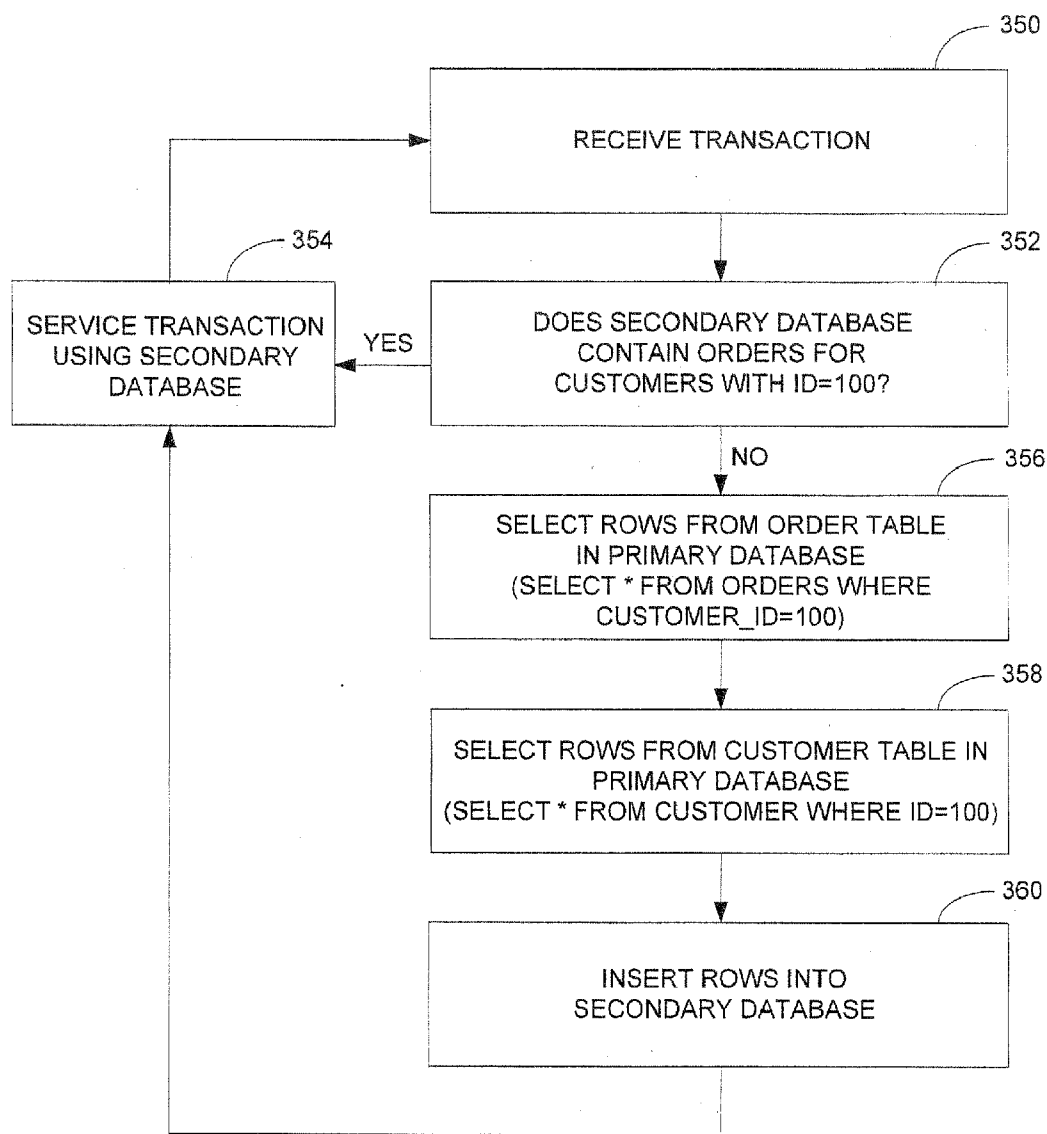 350
RECEIVE TRANSACTION
354
352
SERVICE TRANSACTION
USING SECONDARY
DATABASE
YES
DOES SECONDARY DATABASE
CONTAIN ORDERS FOR
CUSTOMERS WITH ID=100?
NO
356
SELECT ROWS FROM ORDER TABLE
IN PRIMARY DATABASE
(SELECT * FROM ORDERS WHERE
CUSTOMER_ID=100)
358
SELECT ROWS FROM CUSTOMER TABLE IN
PRIMARY DATABASE
(SELECT * FROM CUSTOMER WHERE ID=100)
360
INSERT ROWS INTO
SECONDARY DATABASE